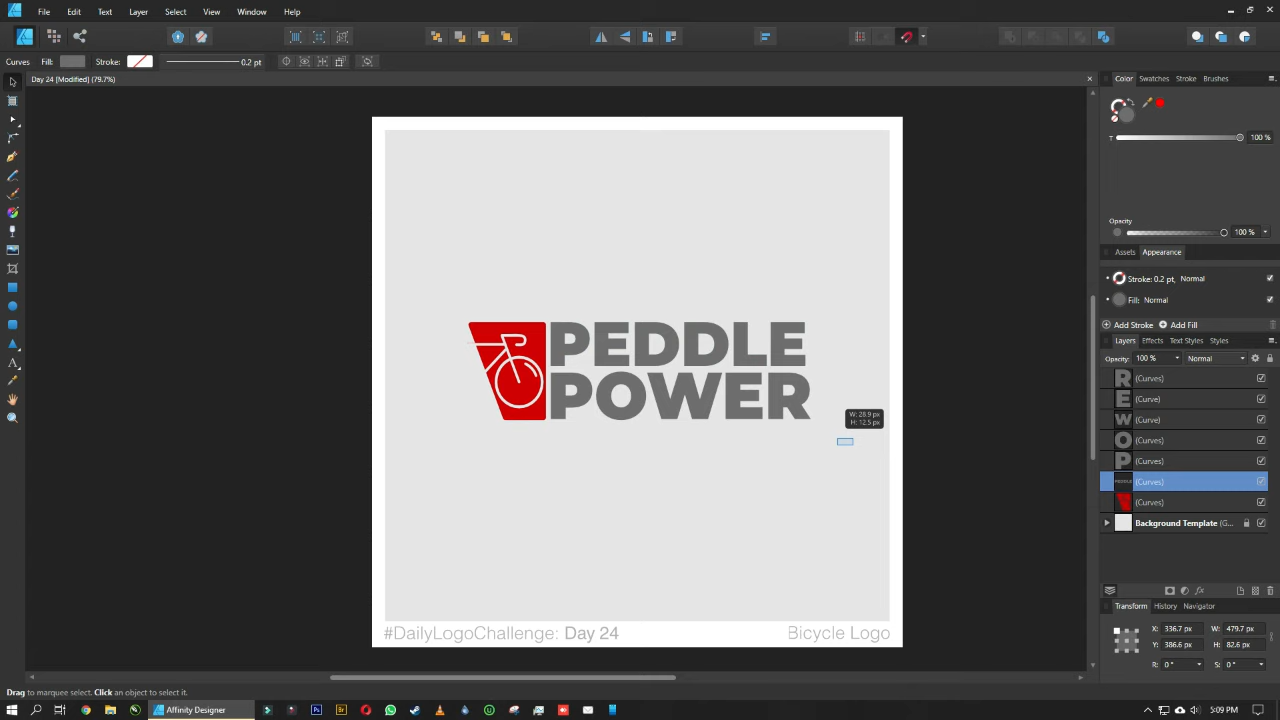 File Edit Text Layer Select View Window Help
Curves Fill: Stroke: 0.2 pt
Day 24 [Modified] (79.7%)
PEDDLE
POWER
W: 28.9 px
H: 12.5 px
#DailyLogoChallenge: Day 24
Bicycle Logo
Color Swatches Stroke Brushes
T 100 %
Opacity
100 %
Assets Appearance
Stroke: 0.2 pt, Normal
Fill: Normal
Add Stroke Add Fill
Layers Effects Text Styles Styles
Opacity: 100 % Normal
R (Curves)
E (Curve)
W (Curve)
O (Curves)
P (Curves)
PEDDLE (Curves)
(Curves)
Background Template (G...
Transform History Navigator
X: 336.7 px W: 479.7 px
Y: 386.6 px H: 82.6 px
R: 0 ° S: 0 °
Drag to marquee select. Click an object to select it.
Affinity Designer
Ps
Br
5:09 PM